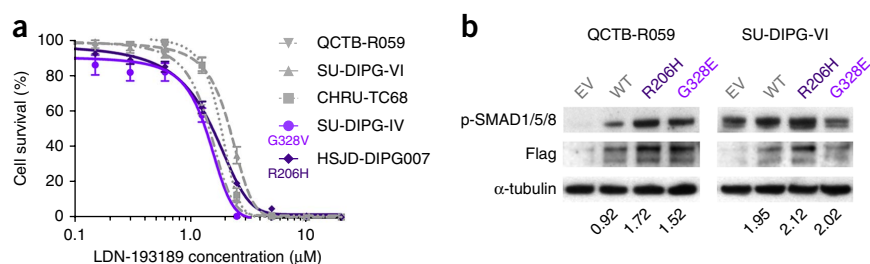 a
100
80
60
40
20
0
Cell survival (%)
0.1
1.0
10
LDN-193189 concentration (μM)
QCTB-R059
SU-DIPG-VI
CHRU-TC68
SU-DIPG-IV
G328V
HSJD-DIPG007
R206H
b
QCTB-R059
SU-DIPG-VI
EV
WT
R206H
G328E
EV
WT
R206H
G328E
p-SMAD1/5/8
Flag
α-tubulin
0.92
1.72
1.52
1.95
2.12
2.02